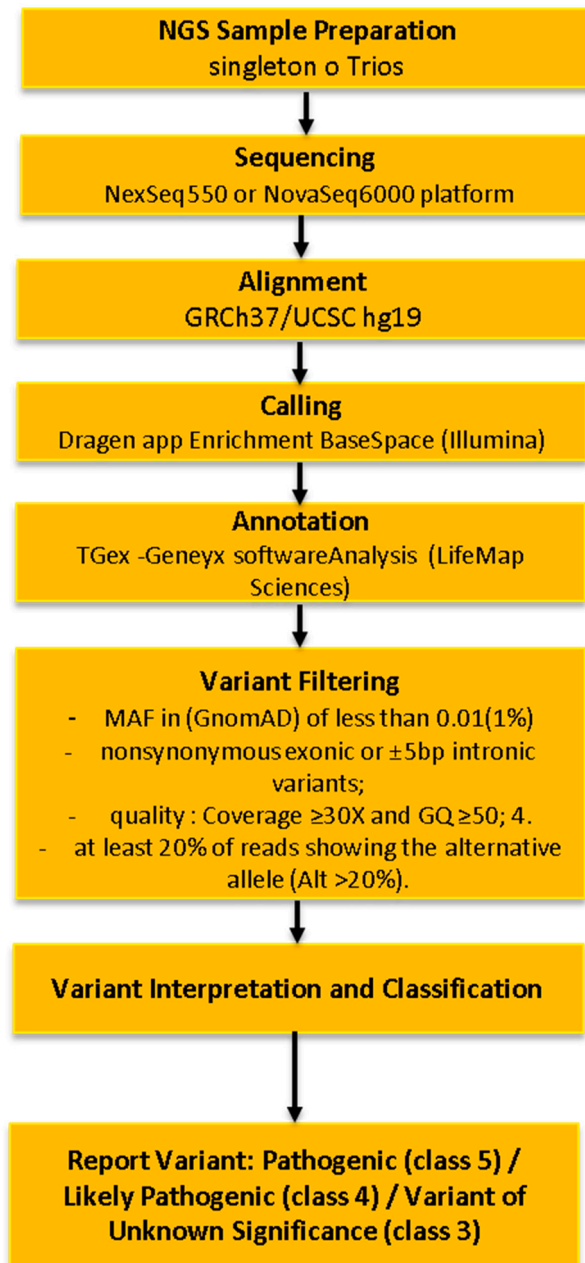 NGS Sample Preparation
singleton o Trios
Sequencing
NexSeq550 or NovaSeq6000 platform
Alignment
GRCh37/UCSC hg19
Calling
Dragen app Enrichment BaseSpace (Illumina)
Annotation
TGex -Geneyx softwareAnalysis (LifeMap
Sciences)
Variant Filtering
- MAF in (GnomAD) of less than 0.01(1%)
- nonsynonymous exonic or ±5bp intronic
variants;
- quality : Coverage ≥30X and GQ ≥50; 4.
- at least 20% of reads showing the alternative
allele (Alt >20%).
Variant Interpretation and Classification
Report Variant: Pathogenic (class 5) /
Likely Pathogenic (class 4) / Variant of
Unknown Significance (class 3)